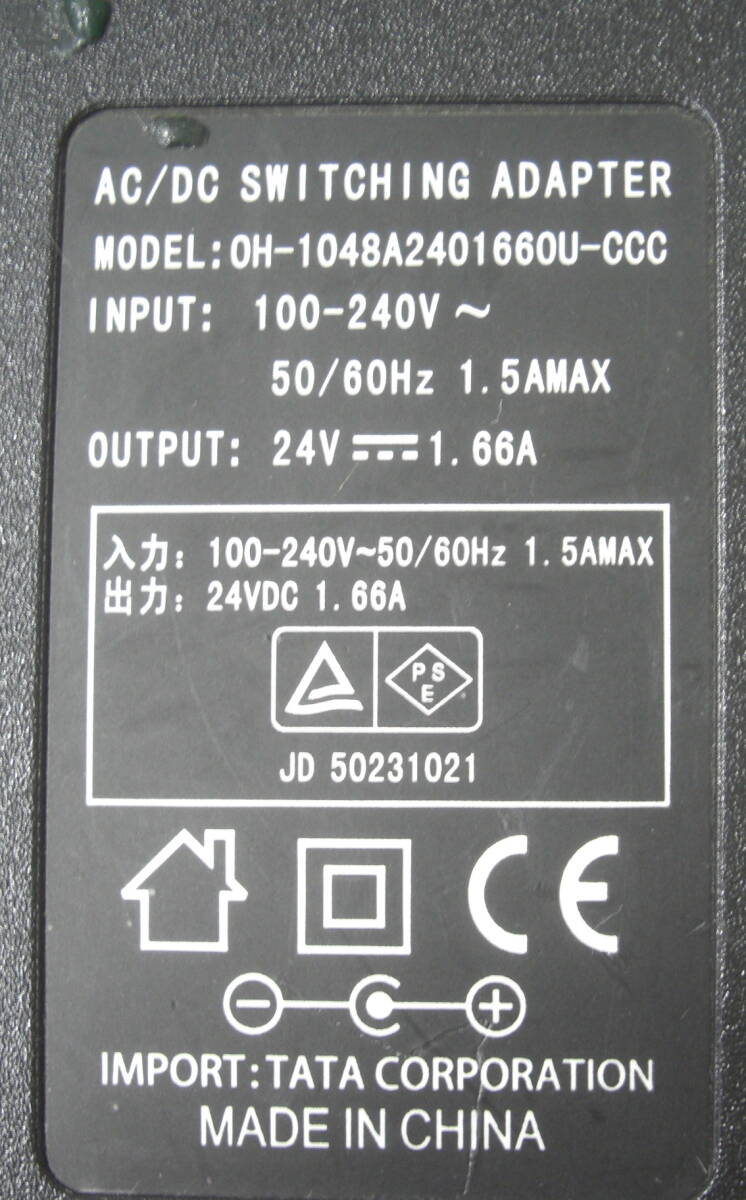 AC/DC SWITCHING ADAPTER
MODEL:OH-1048A2401660U-CCC
INPUT: 100-240V ~
50/60Hz 1.5AMAX
OUTPUT: 24V⎓1.66A
入力: 100-240V~50/60Hz 1.5AMAX
出力: 24VDC 1.66A
P S
E
JD 50231021
CE
IMPORT:TATA CORPORATION
MADE IN CHINA